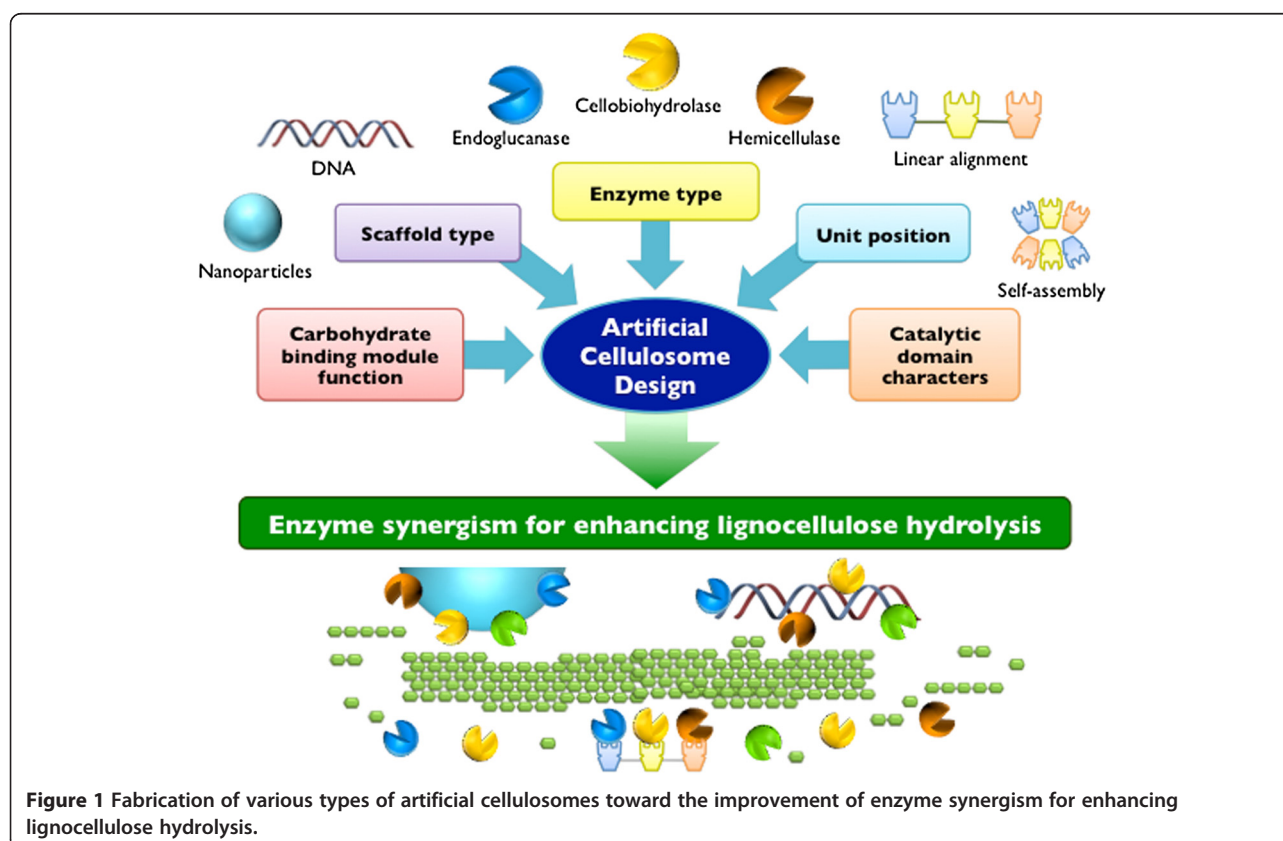 Cellobiohydrolase
Endoglucanase
Hemicellulase
DNA
Linear alignment
Enzyme type
Scaffold type
Unit position
Nanoparticles
Self-assembly
Carbohydrate
binding module
function
Artificial
Cellulosome
Design
Catalytic
domain
characters
Enzyme synergism for enhancing lignocellulose hydrolysis
Figure 1 Fabrication of various types of artificial cellulosomes toward the improvement of enzyme synergism for enhancing
lignocellulose hydrolysis.